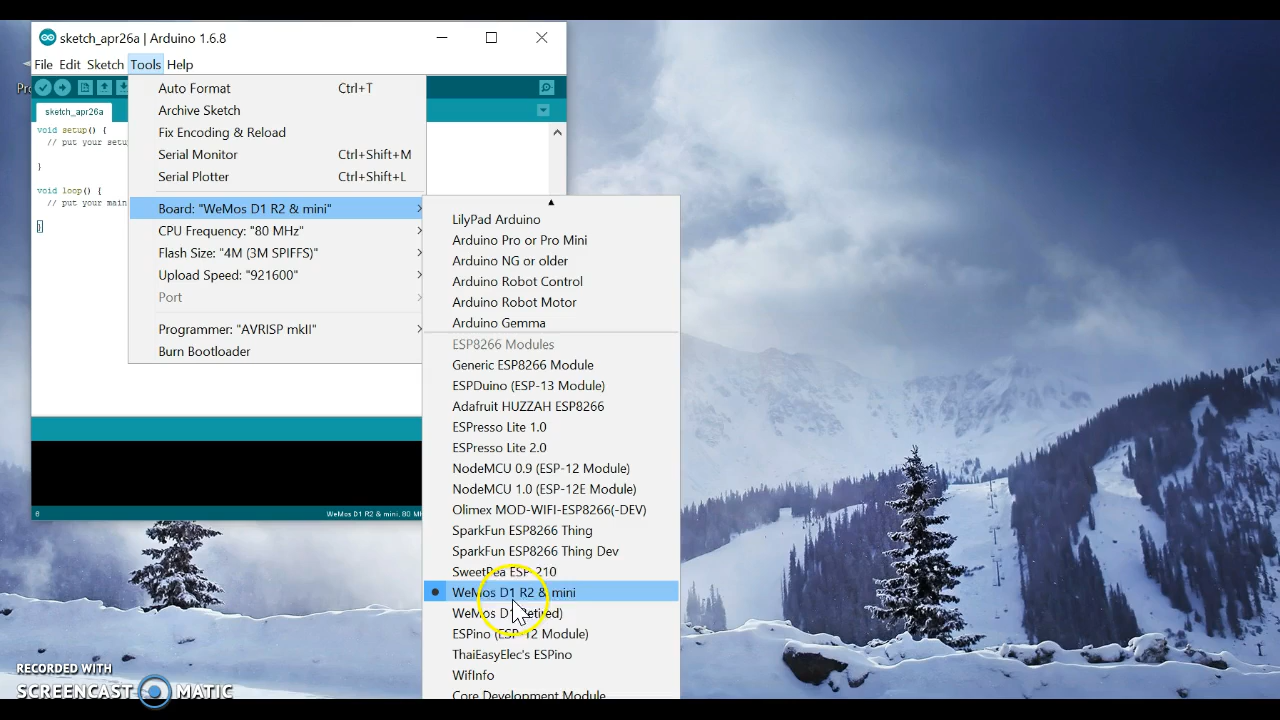 sketch_apr26a | Arduino 1.6.8
File Edit Sketch Tools Help
sketch_apr26a
void setup() {
// put your setu
}
void loop() {
// put your main
}
Auto Format Ctrl+T
Archive Sketch
Fix Encoding & Reload
Serial Monitor Ctrl+Shift+M
Serial Plotter Ctrl+Shift+L
Board: "WeMos D1 R2 & mini"
CPU Frequency: "80 MHz"
Flash Size: "4M (3M SPIFFS)"
Upload Speed: "921600"
Port
Programmer: "AVRISP mkII"
Burn Bootloader
LilyPad Arduino
Arduino Pro or Pro Mini
Arduino NG or older
Arduino Robot Control
Arduino Robot Motor
Arduino Gemma
ESP8266 Modules
Generic ESP8266 Module
ESPDuino (ESP-13 Module)
Adafruit HUZZAH ESP8266
ESPresso Lite 1.0
ESPresso Lite 2.0
NodeMCU 0.9 (ESP-12 Module)
NodeMCU 1.0 (ESP-12E Module)
Olimex MOD-WIFI-ESP8266(-DEV)
SparkFun ESP8266 Thing
SparkFun ESP8266 Thing Dev
SweetPea ESP-210
WeMos D1 R2 & mini
WeMos D1(Retired)
ESPino (ESP-12 Module)
ThaiEasyElec's ESPino
WifInfo
Core Development Module
6 WeMos D1 R2 & mini, 80 MH
RECORDED WITH
SCREENCAST MATIC